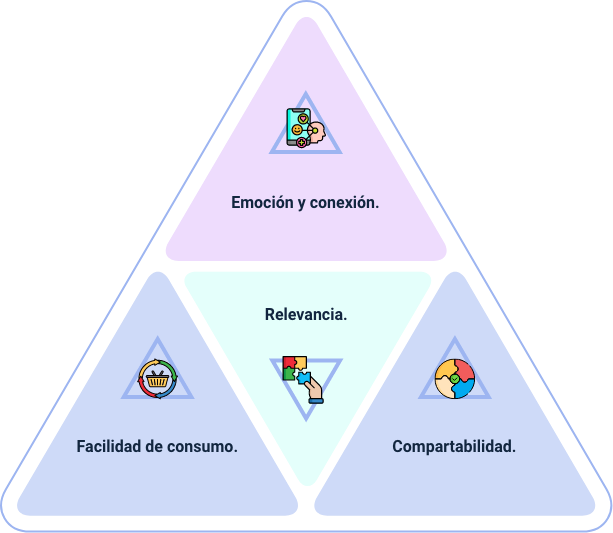 Emoción y conexión.
Relevancia.
Facilidad de consumo.
Compartabilidad.